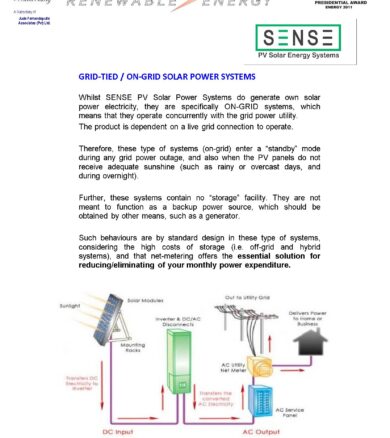 RENEWABLE ENERGY
PRESIDENTIAL AWARD
ENERGY 2011
A Subsidiary of
Jude Fernandopulle
Associates (Pvt) Ltd.
SENSE
PV Solar Energy Systems
GRID-TIED / ON-GRID SOLAR POWER SYSTEMS
Whilst SENSE PV Solar Power Systems do generate own solar
power electricity, they are specifically ON-GRID systems, which
means that they operate concurrently with the grid power utility.
The product is dependent on a live grid connection to operate.
Therefore, these type of systems (on-grid) enter a “standby” mode
during any grid power outage, and also when the PV panels do not
receive adequate sunshine (such as rainy or overcast days, and
during overnight).
Further, these systems contain no “storage” facility. They are not
meant to function as a backup power source, which should be
obtained by other means, such as a generator.
Such behaviours are by standard design in these type of systems,
considering the high costs of storage (i.e. off-grid and hybrid
systems), and that net-metering offers the essential solution for
reducing/eliminating of your monthly power expenditure.
Sunlight
Solar Modules
Out to Utility Grid
Inverter & DC/AC
Disconnects
Delivers Power
to Home or
Business
Mounting
Racks
AC Utility
Net Meter
Transfers DC
Electricity to
Inverter
Transfers the
converted AC
Electricity
AC Service
Panel
DC Input
AC Output